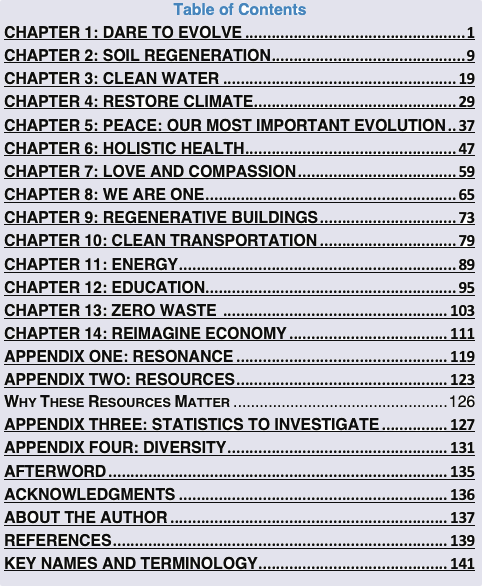 Table of Contents
CHAPTER 1: DARE TO EVOLVE ........................................................1
CHAPTER 2: SOIL REGENERATION..................................................9
CHAPTER 3: CLEAN WATER ........................................................19
CHAPTER 4: RESTORE CLIMATE.....................................................29
CHAPTER 5: PEACE: OUR MOST IMPORTANT EVOLUTION..37
CHAPTER 6: HOLISTIC HEALTH.......................................................47
CHAPTER 7: LOVE AND COMPASSION..........................................59
CHAPTER 8: WE ARE ONE................................................................65
CHAPTER 9: REGENERATIVE BUILDINGS....................................73
CHAPTER 10: CLEAN TRANSPORTATION....................................79
CHAPTER 11: ENERGY......................................................................89
CHAPTER 12: EDUCATION................................................................95
CHAPTER 13: ZERO WASTE ..........................................................103
CHAPTER 14: REIMAGINE ECONOMY.........................................111
APPENDIX ONE: RESONANCE ......................................................119
APPENDIX TWO: RESOURCES......................................................123
WHY THESE RESOURCES MATTER ..................................................126
APPENDIX THREE: STATISTICS TO INVESTIGATE.................127
APPENDIX FOUR: DIVERSITY........................................................131
AFTERWORD....................................................................................135
ACKNOWLEDGMENTS ....................................................................136
ABOUT THE AUTHOR ......................................................................137
REFERENCES....................................................................................139
KEY NAMES AND TERMINOLOGY.................................................141